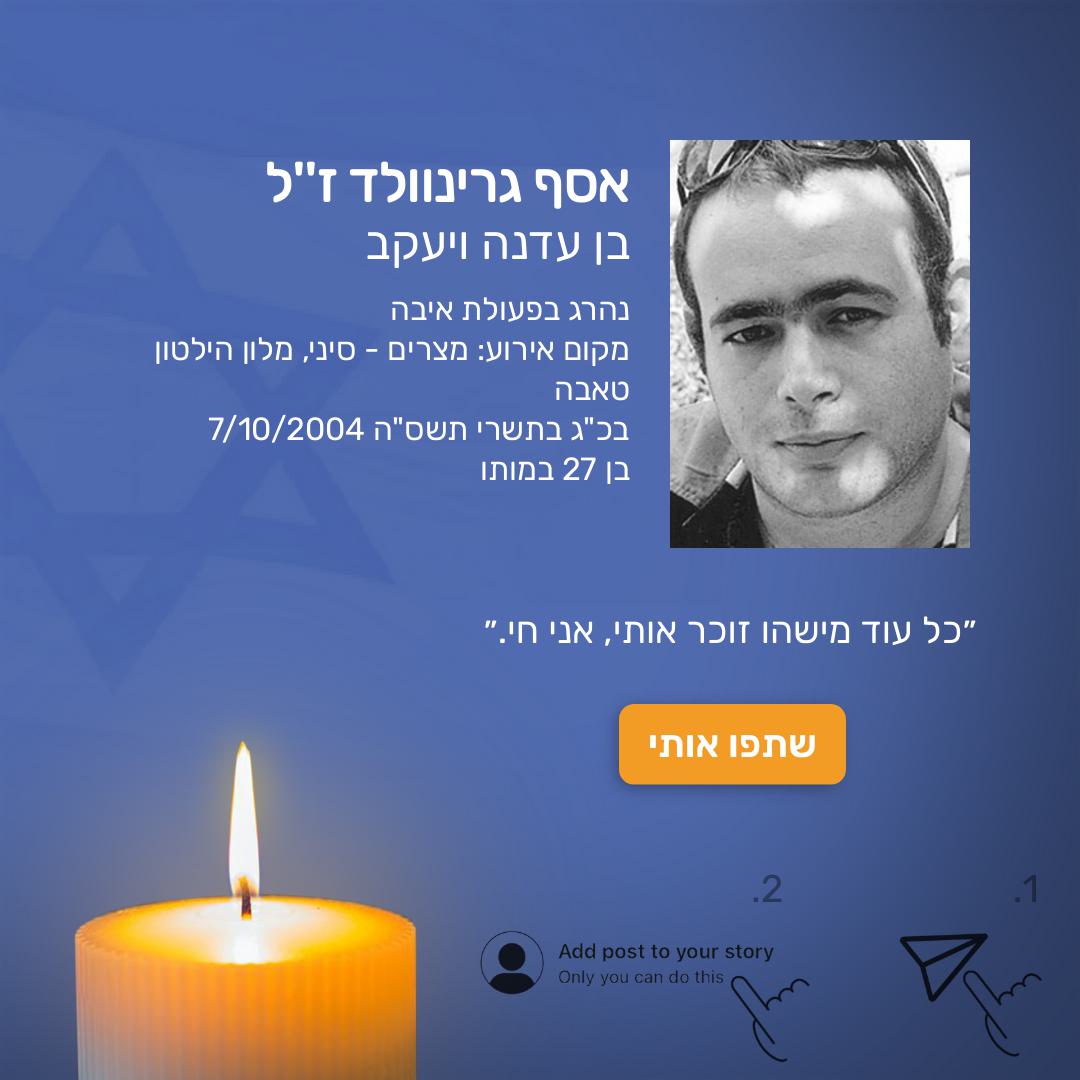 אסף גרינוולד ז"ל
בן עדנה ויעקב
נהרג בפעולת איבה
מקום אירוע: מצרים - סיני, מלון הילטון
טאבה
בכ"ג בתשרי תשס"ה 7/10/2004
בן 27 במותו
״כל עוד מישהו זוכר אותי, אני חי.״
שתפו אותי
1.
2.
Add post to your story
Only you can do this